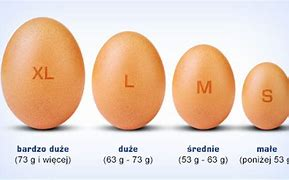 XL
L
M
S
bardzo duże
(73 g i więcej)
duże
(63 g - 73 g)
średnie
(53 g - 63 g)
małe
(poniżej 53 g